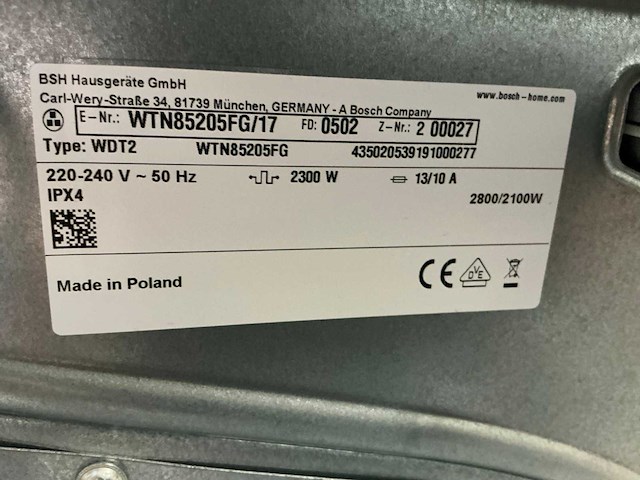 BSH Hausgeräte GmbH
Carl-Wery-Straße 34, 81739 München, GERMANY - A Bosch Company
www.bosch-home.com
E-Nr.: WTN85205FG/17 FD: 0502 Z-Nr.: 2 00027
Type: WDT2 WTN85205FG 435020539191000277
220-240 V ~ 50 Hz 2300 W 13/10 A
IPX4 2800/2100W
Made in Poland CE DVE